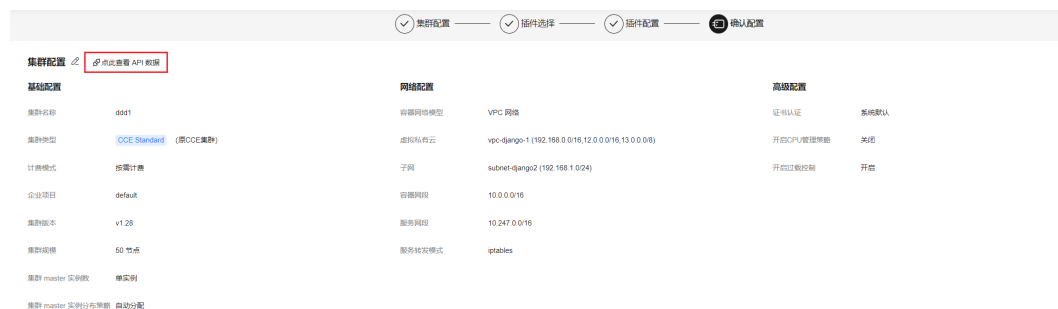 集群配置 插件选择 插件配置 确认配置
集群配置 点此查看 API 数据
基础配置
集群名称 ddd1
集群类型 CCE Standard (原CCE集群)
计费模式 按需计费
企业项目 default
集群版本 v1.28
集群规模 50 节点
集群 master 实例数 单实例
集群 master 实例分布策略 自动分配
网络配置
容器网络模型 VPC 网络
虚拟私有云 vpc-django-1 (192.168.0.0/16,12.0.0.0/16,13.0.0.0/8)
子网 subnet-django2 (192.168.1.0/24)
容器网段 10.0.0.0/16
服务网段 10.247.0.0/16
服务转发模式 iptables
高级配置
证书认证 系统默认
开启CPU管理策略 关闭
开启过载控制 开启